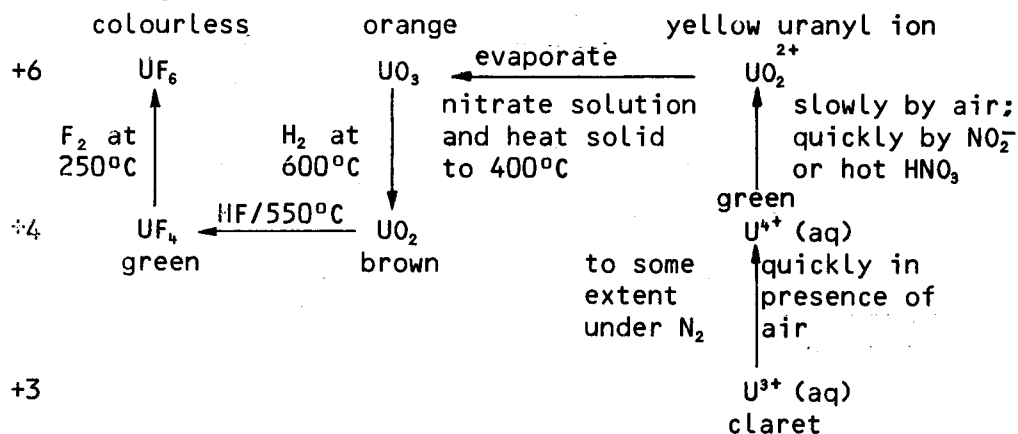 colourless orange yellow uranyl ion
+6 UF₆ UO₃ evaporate UO₂²⁺
F₂ at 250°C
H₂ at 600°C
nitrate solution and heat solid to 400°C
slowly by air; quickly by NO₂⁻ or hot HNO₃
green
+4 UF₄ HF/550°C UO₂ U⁴⁺ (aq)
green brown
to some extent under N₂
quickly in presence of air
+3 U³⁺ (aq)
claret